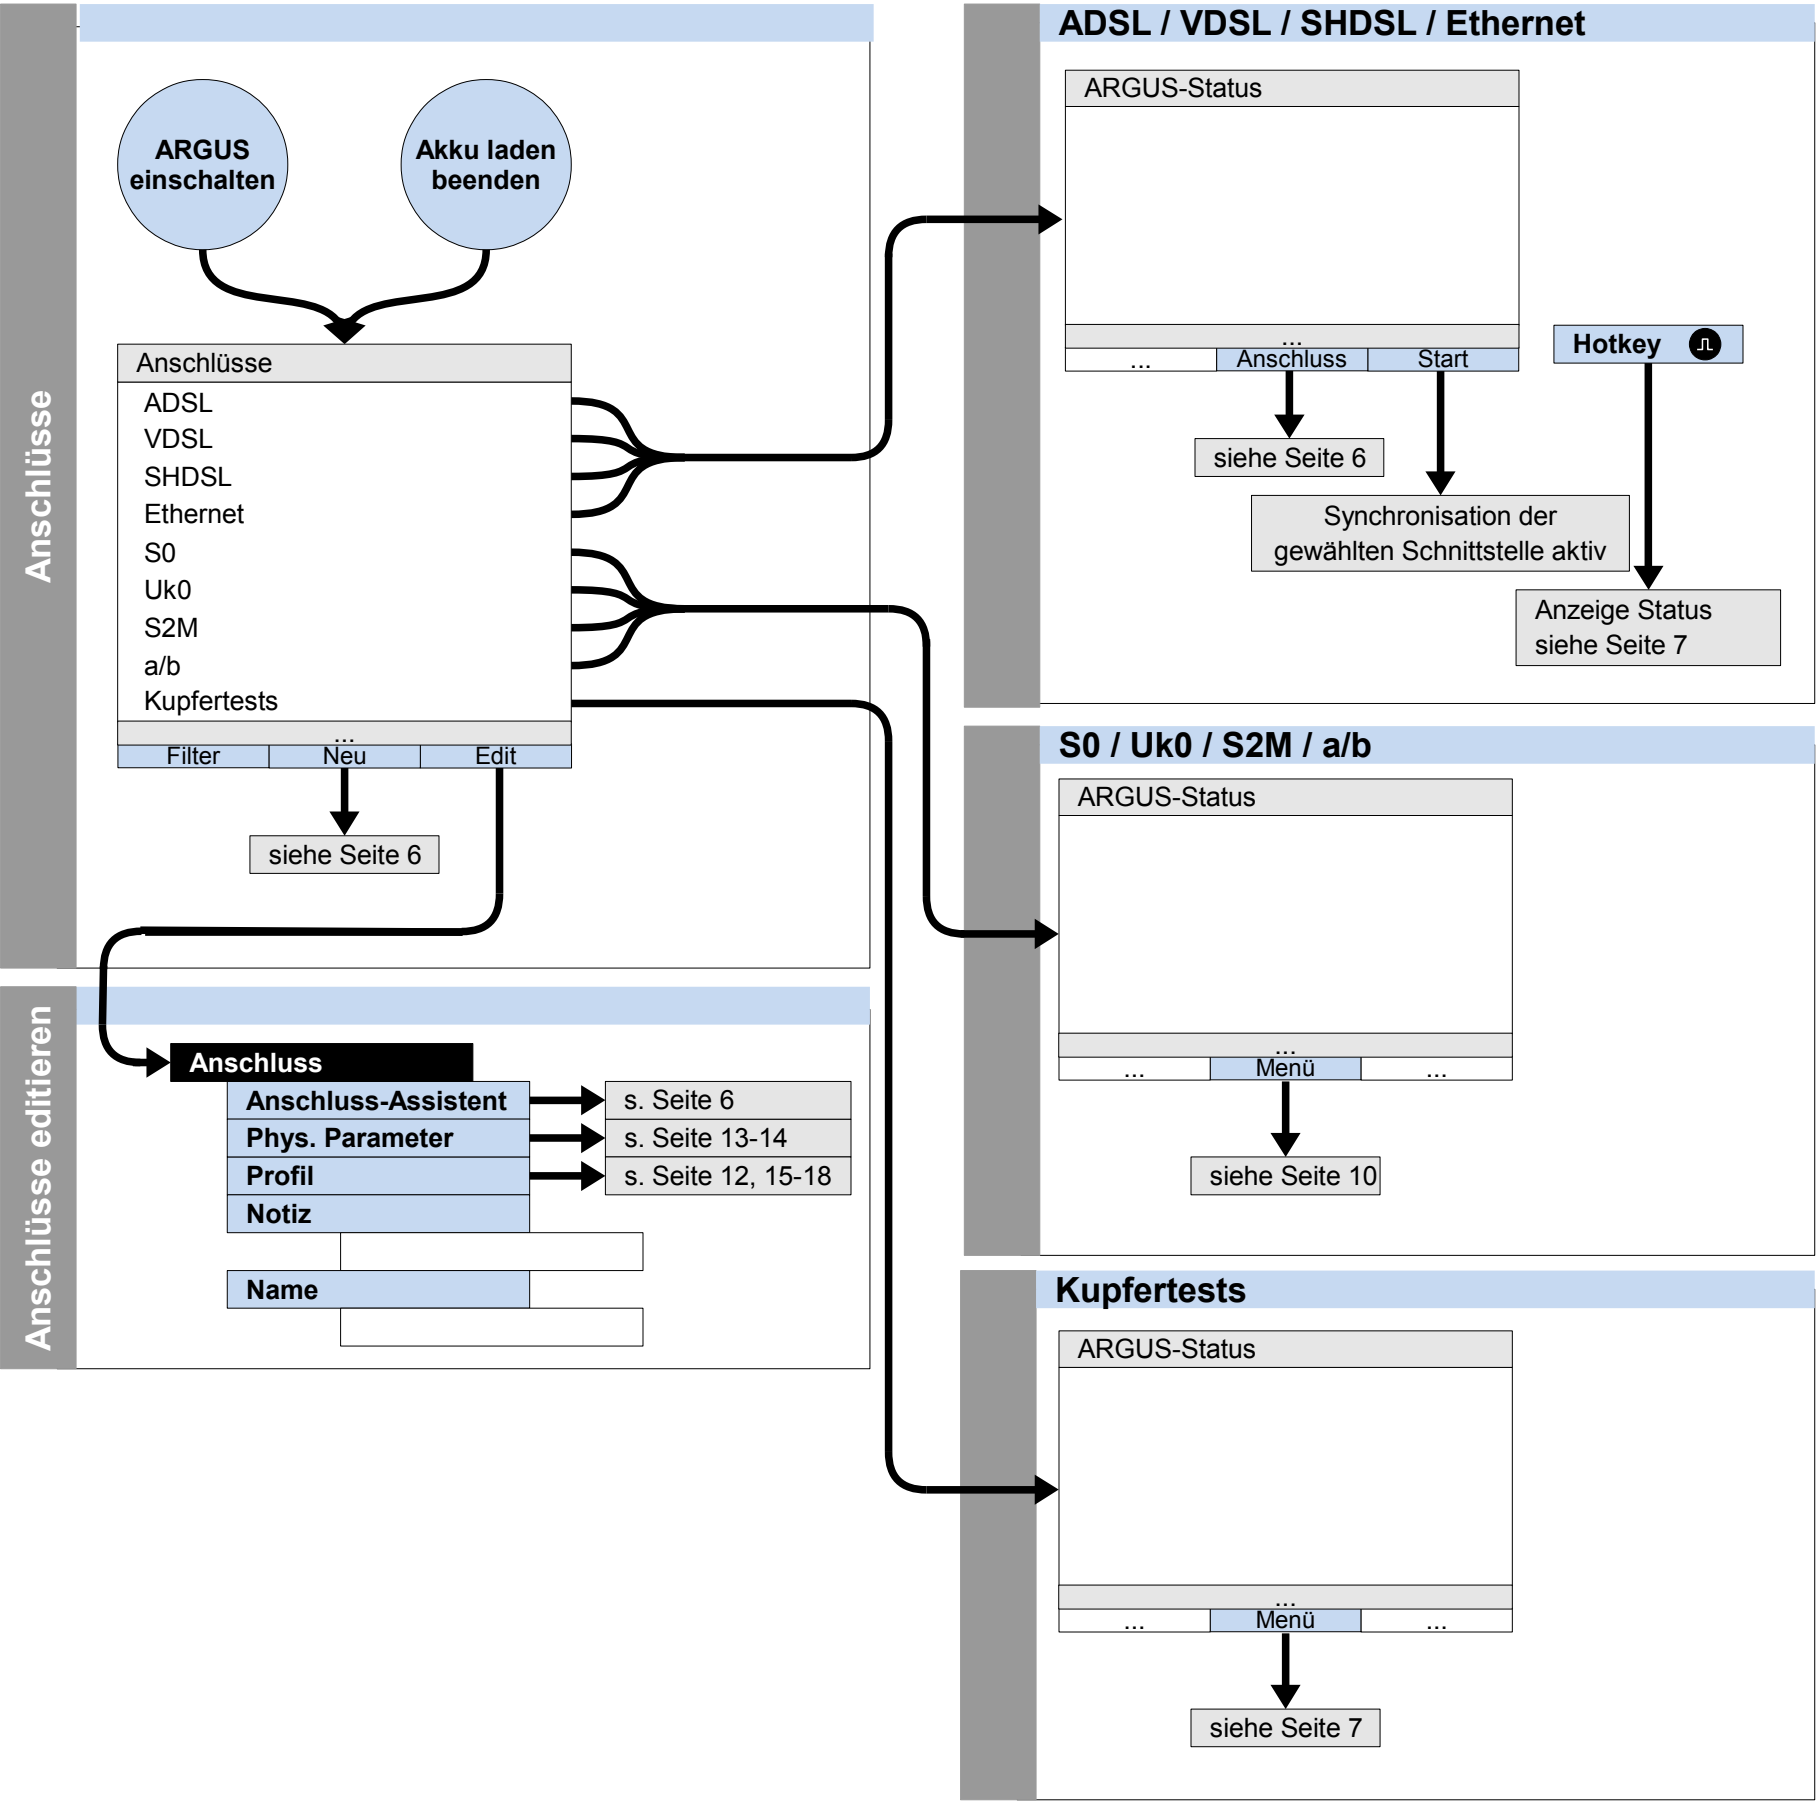 Anschlüsse
ARGUS
einschalten
Akku laden
beenden
Anschlüsse
ADSL
VDSL
SHDSL
Ethernet
S0
Uk0
S2M
a/b
Kupfertests
...
Filter Neu Edit
siehe Seite 6
Anschlüsse editieren
Anschluss
Anschluss-Assistent s. Seite 6
Phys. Parameter s. Seite 13-14
Profil s. Seite 12, 15-18
Notiz
Name
ADSL / VDSL / SHDSL / Ethernet
ARGUS-Status
...
... Anschluss Start
Hotkey
siehe Seite 6
Synchronisation der
gewählten Schnittstelle aktiv
Anzeige Status
siehe Seite 7
S0 / Uk0 / S2M / a/b
ARGUS-Status
...
... Menü ...
siehe Seite 10
Kupfertests
ARGUS-Status
...
... Menü ...
siehe Seite 7